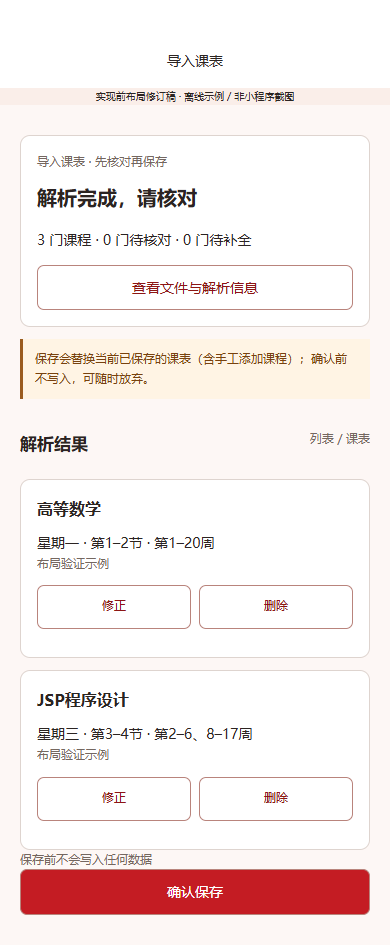 导入课表
实现前布局修订稿 · 离线示例 / 非小程序截图
导入课表 · 先核对再保存
解析完成，请核对
3 门课程 · 0 门待核对 · 0 门待补全
查看文件与解析信息
保存会替换当前已保存的课表（含手工添加课程）；确认前
不写入，可随时放弃。
解析结果
列表 / 课表
高等数学
星期一 · 第1–2节 · 第1–20周
布局验证示例
修正
删除
JSP程序设计
星期三 · 第3–4节 · 第2–6、8–17周
布局验证示例
修正
删除
保存前不会写入任何数据
确认保存